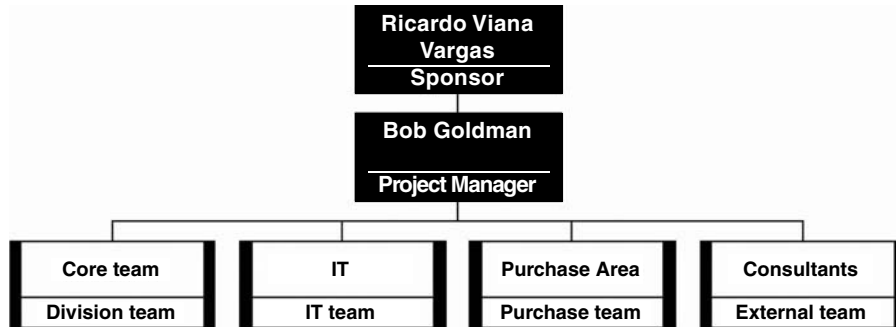 Ricardo Viana
Vargas
Sponsor
Bob Goldman
Project Manager
Core team
Division team
IT
IT team
Purchase Area
Purchase team
Consultants
External team